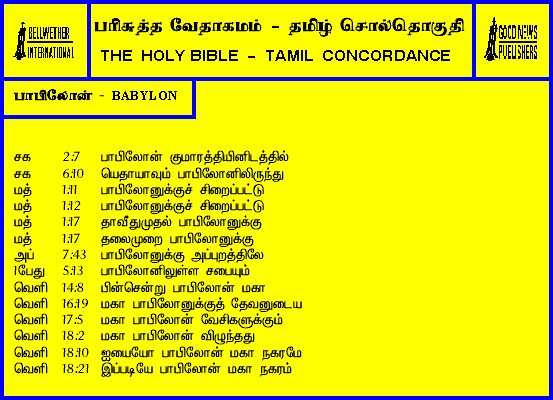 BELLWETHER
INTERNATIONAL
பரிசுத்த வேதாகமம் - தமிழ் சொல்தொகுதி
THE HOLY BIBLE - TAMIL CONCORDANCE
GOOD NEWS
PUBLISHERS
பாபிலோன் - BABYLON
சக 2:7 பாபிலோன் குமாரத்தியினிடத்தில்
சக 6:10 யெதாயாவும் பாபிலோனிலிருந்து
மத் 1:11 பாபிலோனுக்குச் சிறைப்பட்டு
மத் 1:12 பாபிலோனுக்குச் சிறைப்பட்டு
மத் 1:17 தாவீதுமுதல் பாபிலோனுக்கு
மத் 1:17 தலைமுறை பாபிலோனுக்கு
அப் 7:43 பாபிலோனுக்கு அப்புறத்திலே
1பேது 5:13 பாபிலோனிலுள்ள சபையும்
வெளி 14:8 பின்சென்று பாபிலோன் மகா
வெளி 16:19 மகா பாபிலோனுக்குத் தேவனுடைய
வெளி 17:5 மகா பாபிலோன் வேசிகளுக்கும்
வெளி 18:2 மகா பாபிலோன் விழுந்தது
வெளி 18:10 ஐயையோ பாபிலோன் மகா நகரமே
வெளி 18:21 இப்படியே பாபிலோன் மகா நகரம்